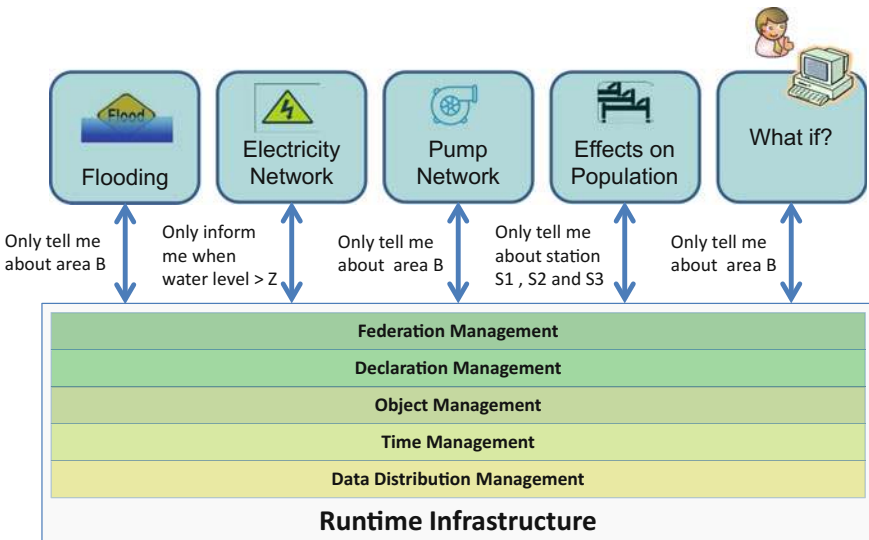 Flood
Flooding
Electricity
Network
Pump
Network
Effects on
Population
What if?
Only tell me
about area B
Only inform
me when
water level > Z
Only tell me
about area B
Only tell me
about station
S1 , S2 and S3
Only tell me
about area B
Federation Management
Declaration Management
Object Management
Time Management
Data Distribution Management
Runtime Infrastructure